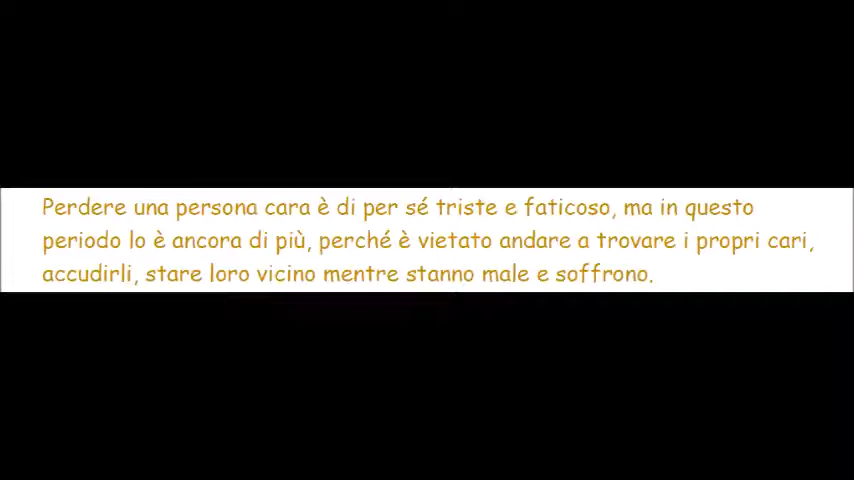 Perdere una persona cara è di per sé triste e faticoso, ma in questo
periodo lo è ancora di più, perché è vietato andare a trovare i propri cari,
accudirli, stare loro vicino mentre stanno male e soffrono.